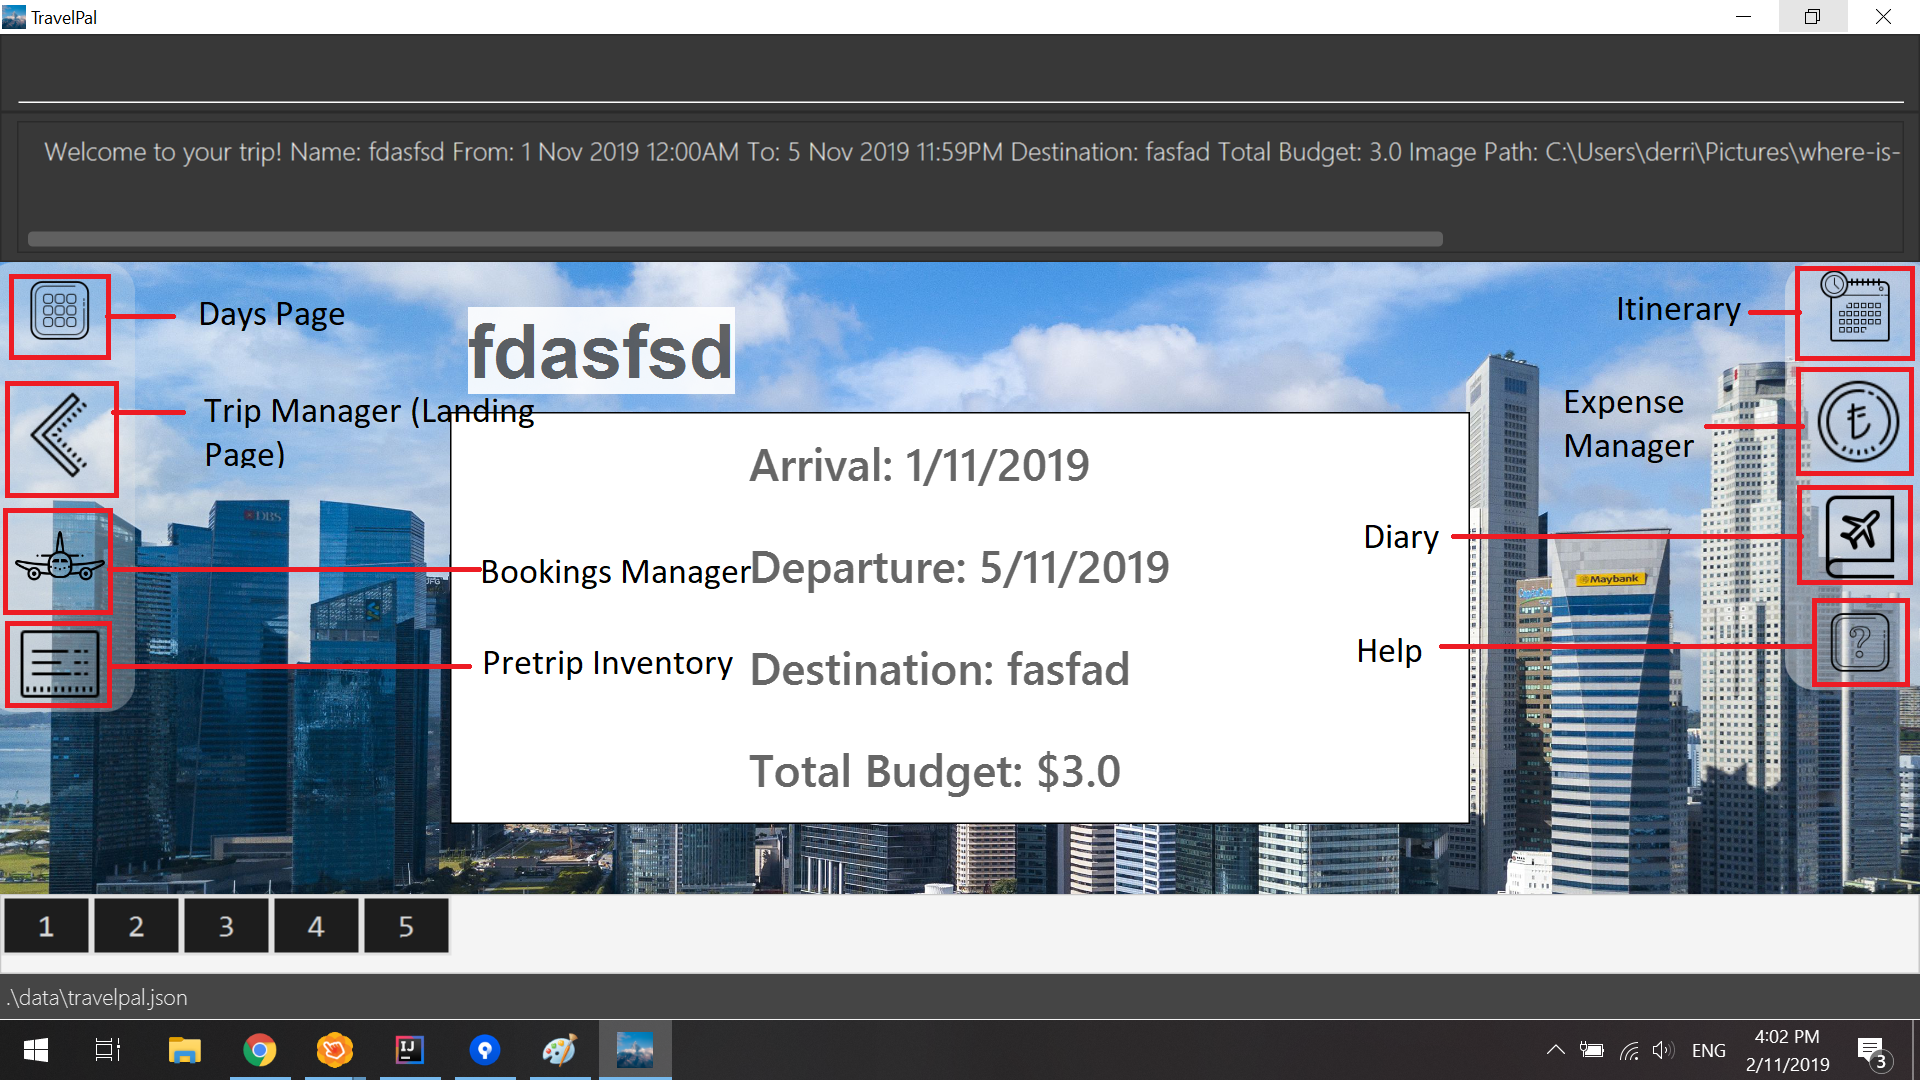 TravelPal
Welcome to your trip! Name: fdasfsd From: 1 Nov 2019 12:00AM To: 5 Nov 2019 11:59PM Destination: fasfad Total Budget: 3.0 Image Path: C:\Users\derri\Pictures\where-is-
Days Page
Itinerary
fdasfsd
Trip Manager (Landing
Page)
Expense
Manager
Arrival: 1/11/2019
DBS
Diary
Bookings Manager
Departure: 5/11/2019
Maybank
Help
Pretrip Inventory
Destination: fasfad
Total Budget: $3.0
1 2 3 4 5
.\data\travelpal.json
IJ
ENG
4:02 PM
2/11/2019
3